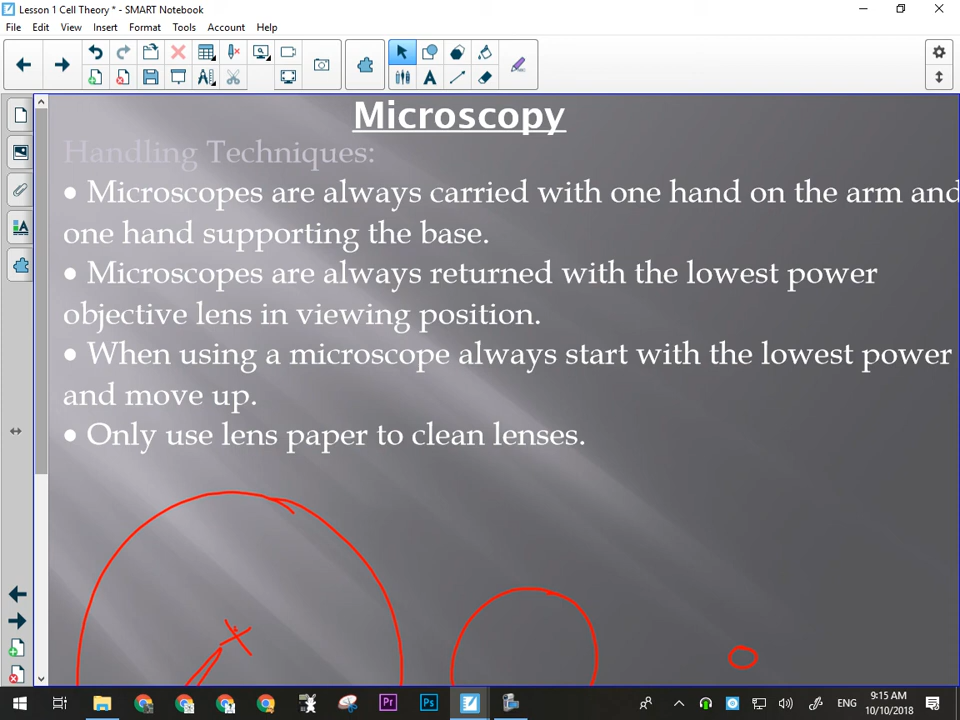 Lesson 1 Cell Theory * - SMART Notebook
File Edit View Insert Format Tools Account Help
Microscopy
Handling Techniques:
• Microscopes are always carried with one hand on the arm and
one hand supporting the base.
• Microscopes are always returned with the lowest power
objective lens in viewing position.
• When using a microscope always start with the lowest power
and move up.
• Only use lens paper to clean lenses.
ENG
9:15 AM
10/10/2018